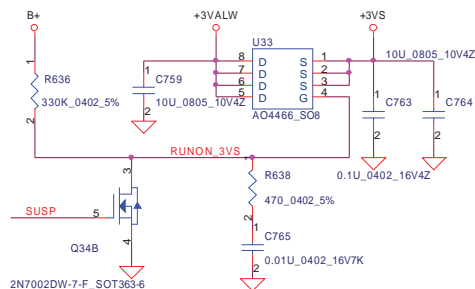 B+
+3VALW
+3VS
U33
1
R636
330K_0402_5%
2
1
C759
10U_0805_10V4Z
2
8
7
6
5
D
D
D
D
S
S
S
G
1
2
3
4
AO4466_SO8
10U_0805_10V4Z
1
C763
2
1
C764
2
0.1U_0402_16V4Z
RUNON_3VS
1
R638
470_0402_5%
2
3
SUSP
5
4
Q34B
2N7002DW-7-F_SOT363-6
1
C765
0.01U_0402_16V7K
2